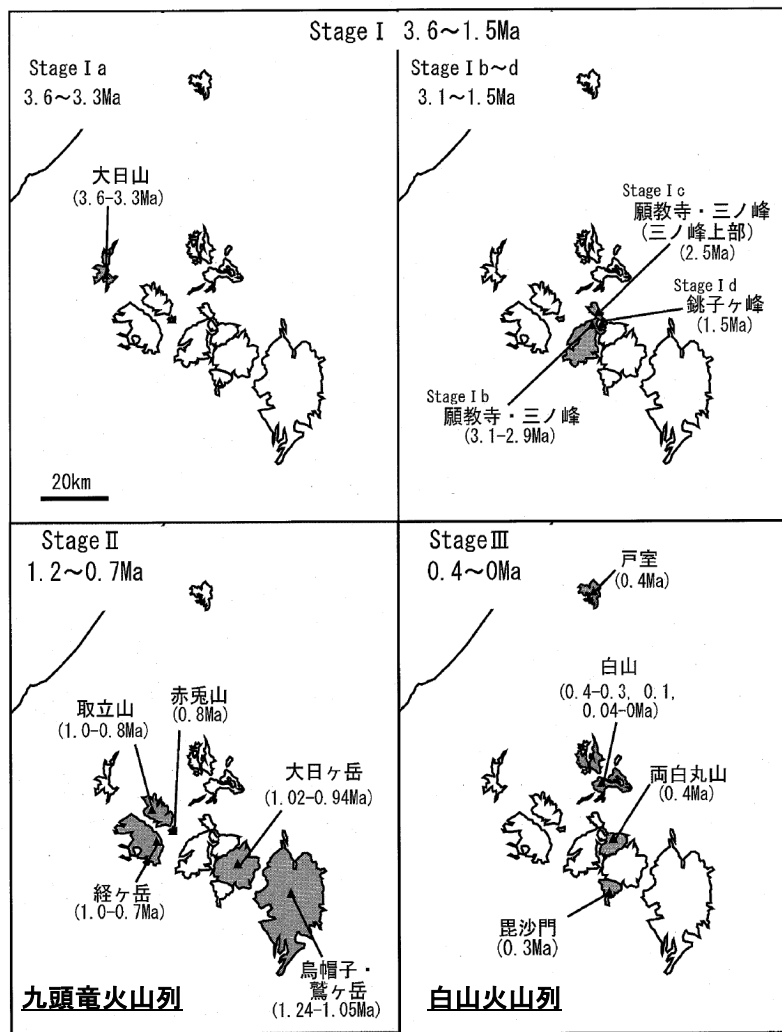 Stage Ⅰ 3.6～1.5Ma
Stage Ⅰa
3.6～3.3Ma
大日山
(3.6-3.3Ma)
20km
Stage Ⅰb～d
3.1～1.5Ma
Stage Ⅰc
願教寺・三ノ峰
(三ノ峰上部)
(2.5Ma)
Stage Ⅰd
銚子ヶ峰
(1.5Ma)
Stage Ⅰb
願教寺・三ノ峰
(3.1-2.9Ma)
Stage Ⅱ
1.2～0.7Ma
取立山
(1.0-0.8Ma)
赤兎山
(0.8Ma)
大日ヶ岳
(1.02-0.94Ma)
経ヶ岳
(1.0-0.7Ma)
烏帽子・
鷲ヶ岳
(1.24-1.05Ma)
九頭竜火山列
Stage Ⅲ
0.4～0Ma
戸室
(0.4Ma)
白山
(0.4-0.3, 0.1,
0.04-0Ma)
両白丸山
(0.4Ma)
毘沙門
(0.3Ma)
白山火山列